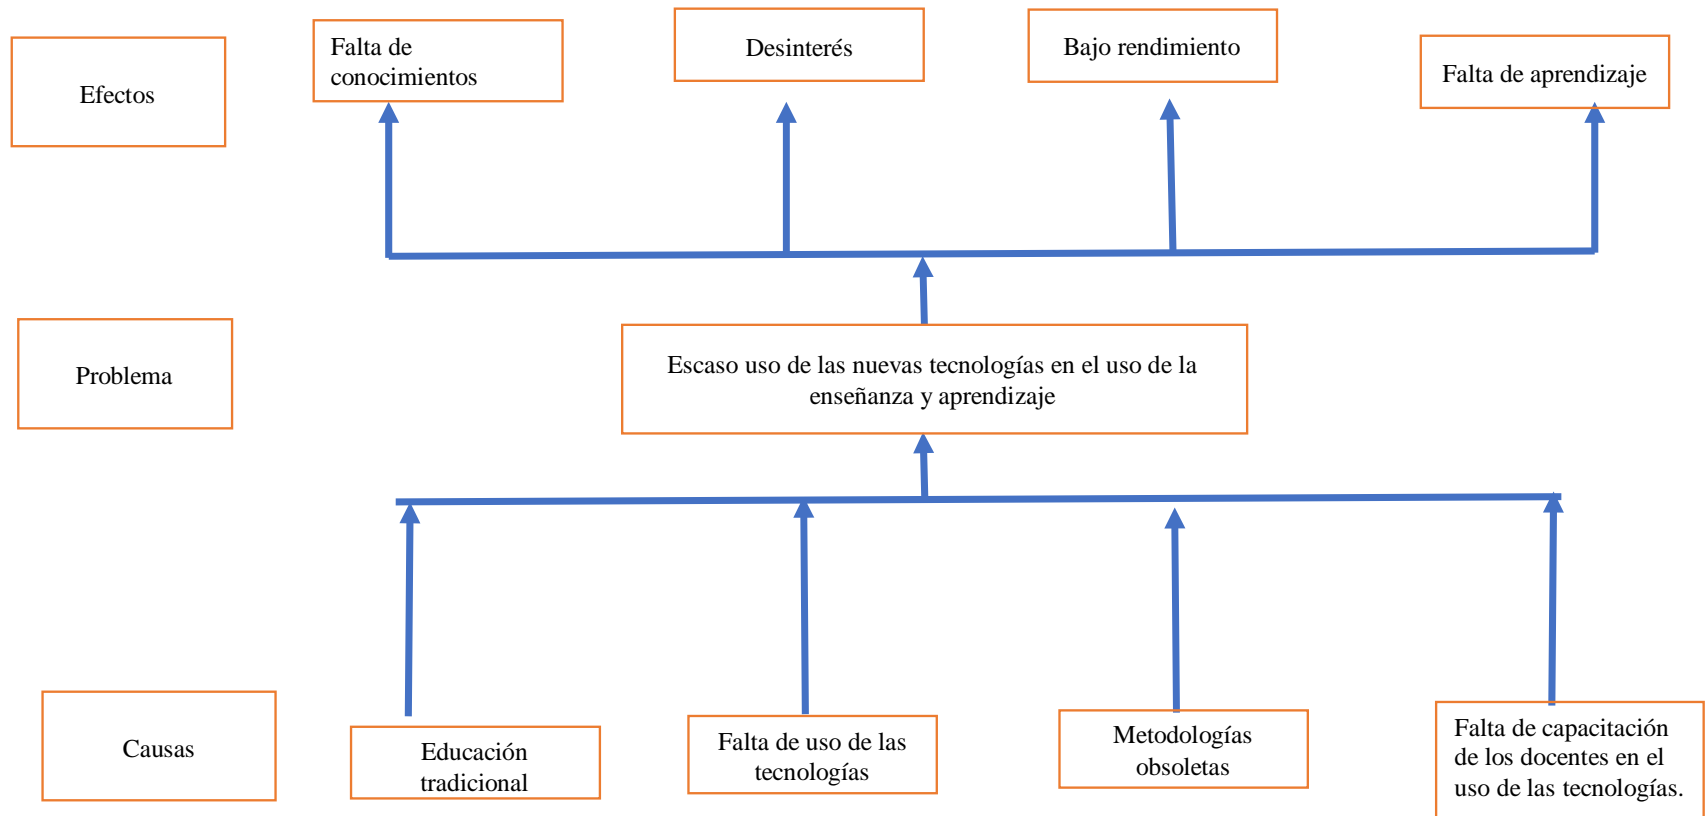 Efectos
Falta de
conocimientos
Desinterés
Bajo rendimiento
Falta de aprendizaje
Problema
Escaso uso de las nuevas tecnologías en el uso de la
enseñanza y aprendizaje
Causas
Educación
tradicional
Falta de uso de las
tecnologías
Metodologías
obsoletas
Falta de capacitación
de los docentes en el
uso de las tecnologías.